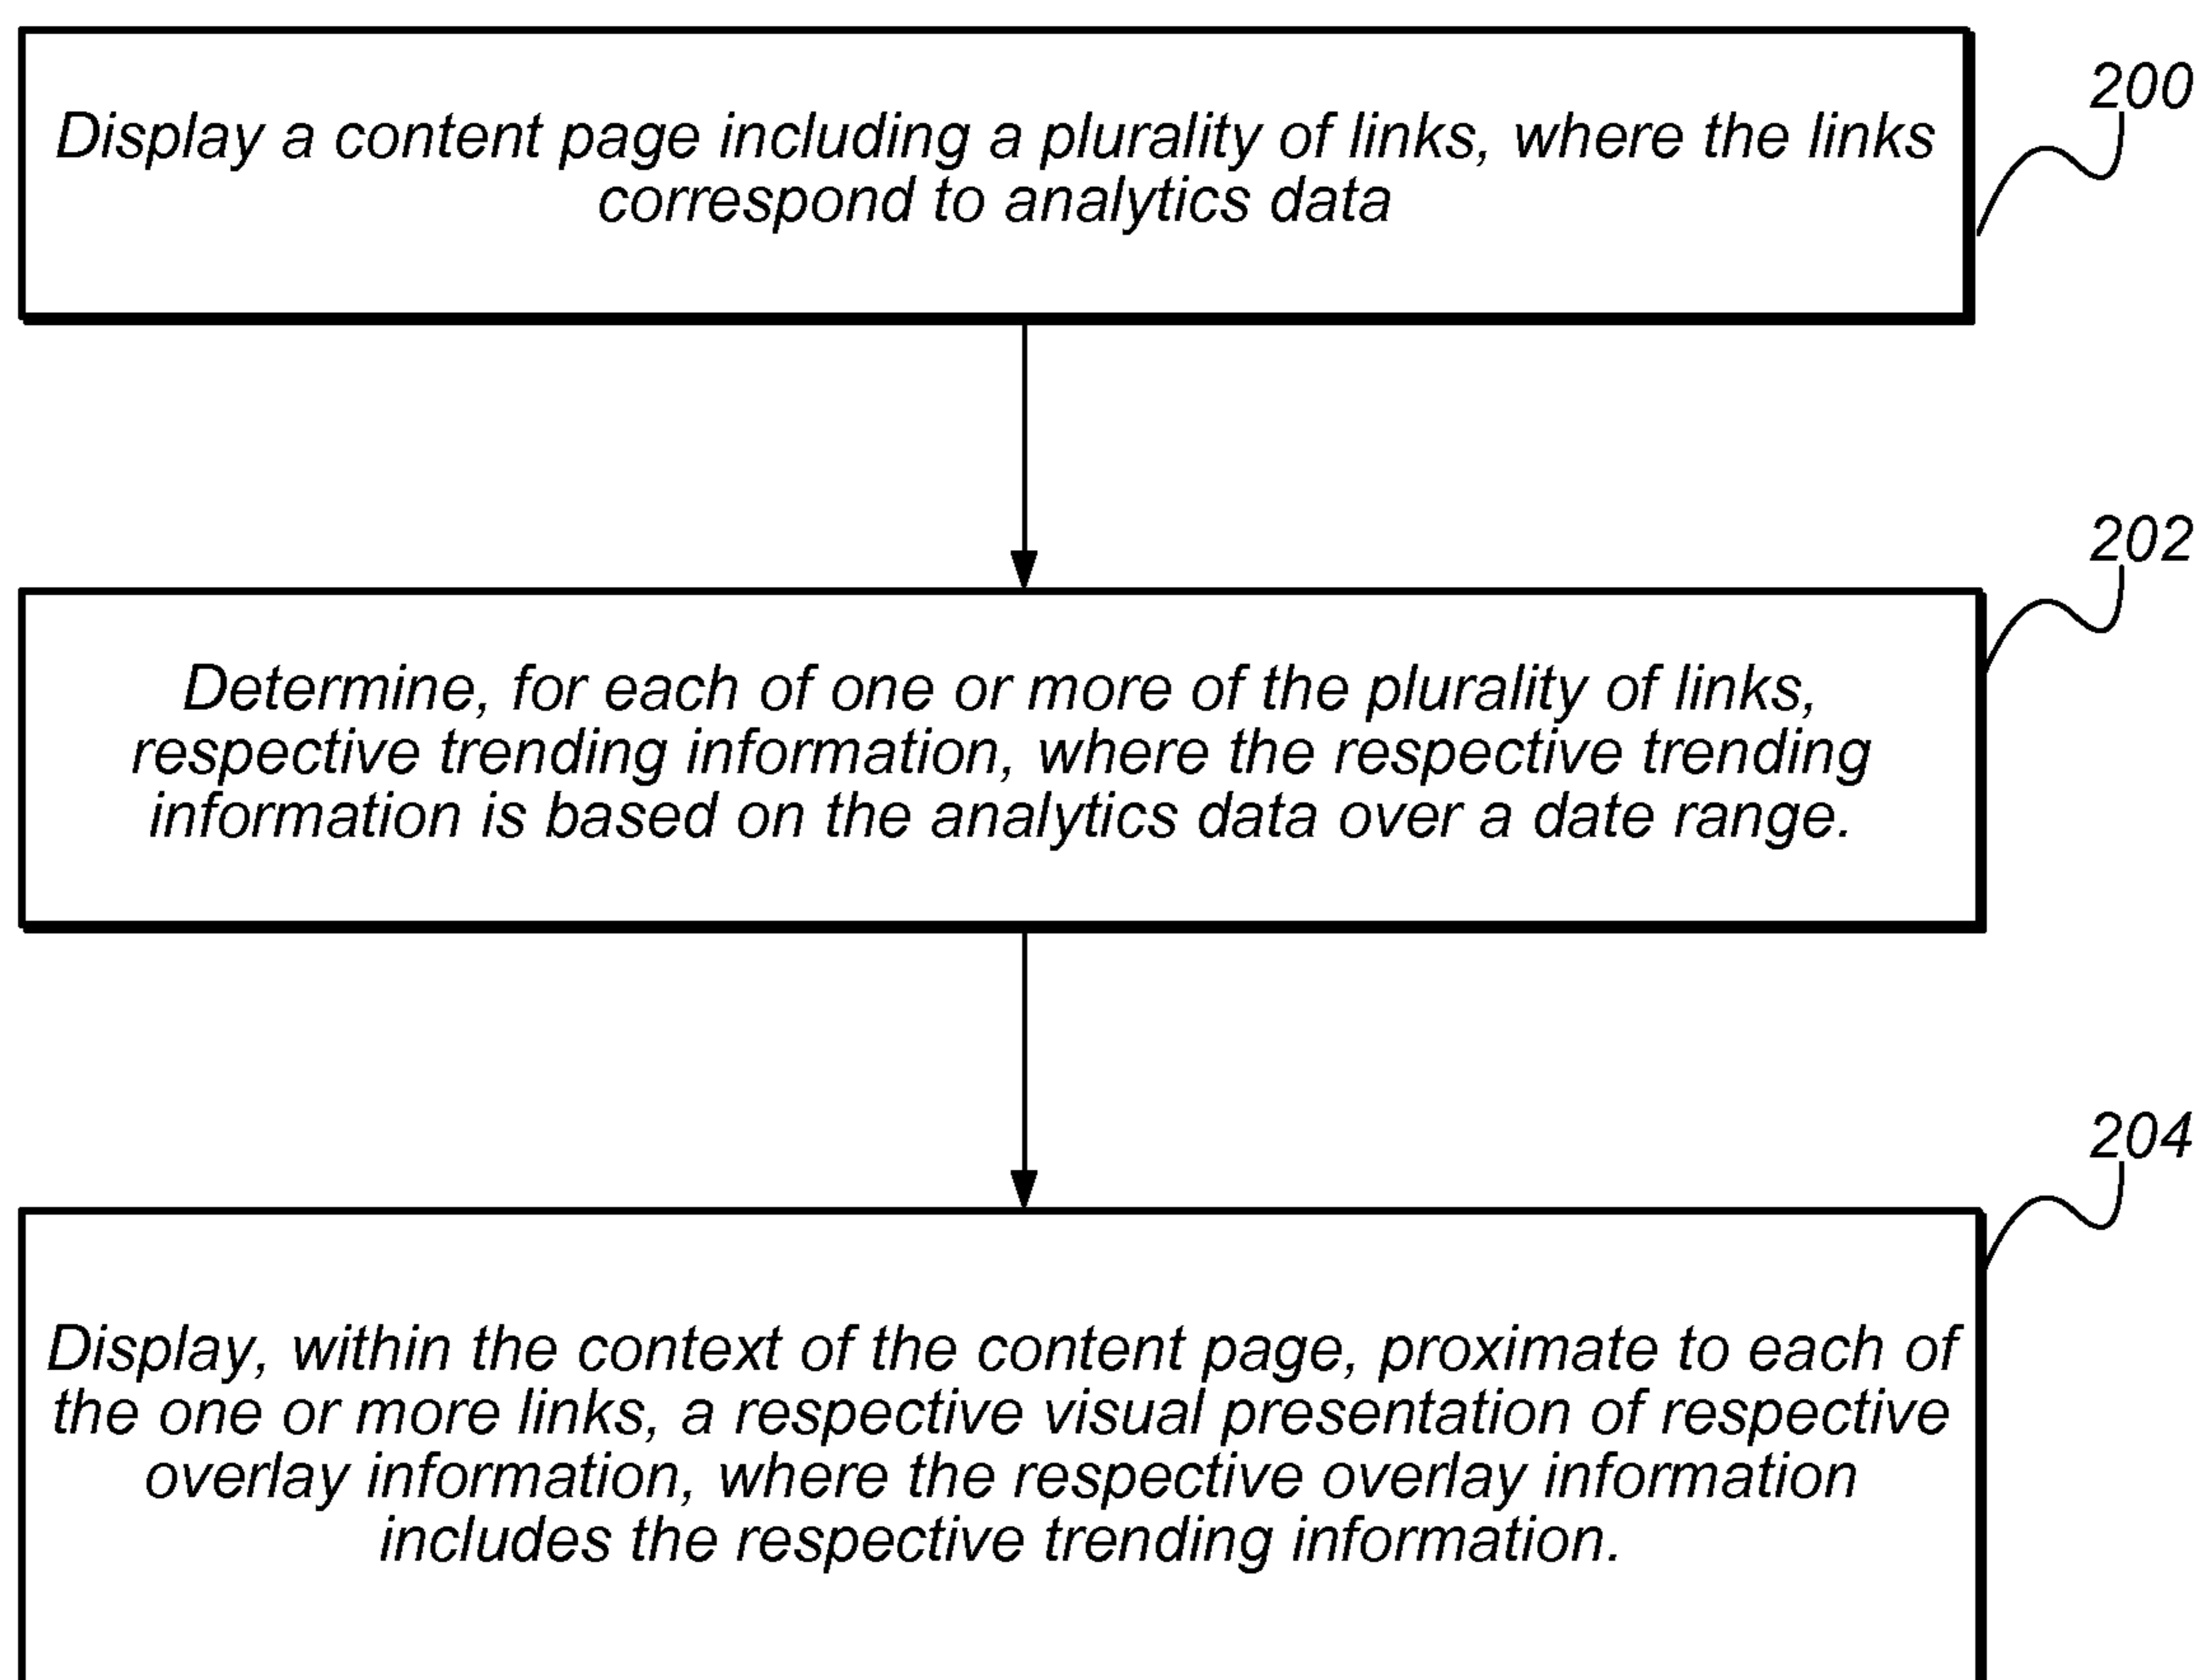 200
Display a content page including a plurality of links, where the links
correspond to analytics data
202
Determine, for each of one or more of the plurality of links,
respective trending information, where the respective trending
information is based on the analytics data over a date range.
204
Display, within the context of the content page, proximate to each of
the one or more links, a respective visual presentation of respective
overlay information, where the respective overlay information
includes the respective trending information.